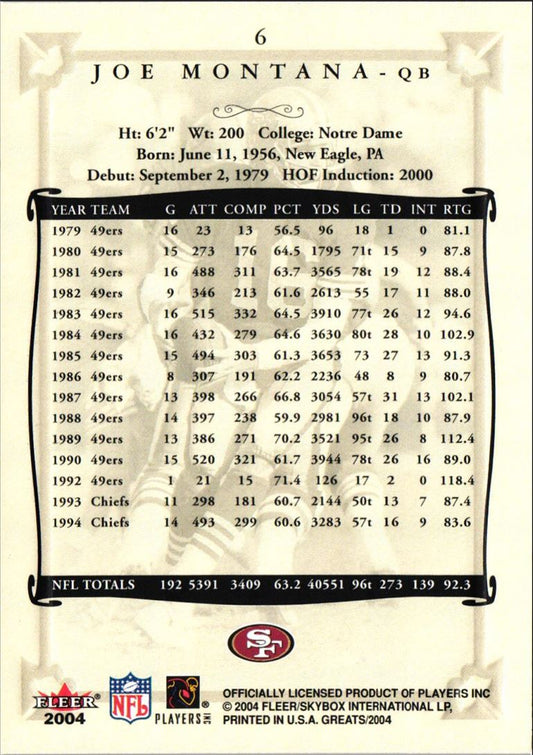 6
JOE MONTANA - QB
Ht: 6'2" Wt: 200 College: Notre Dame
Born: June 11, 1956, New Eagle, PA
Debut: September 2, 1979 HOF Induction: 2000
YEAR TEAM G ATT COMP PCT YDS LG TD INT RTG
1979 49ers 16 23 13 56.5 96 18 1 0 81.1
1980 49ers 15 273 176 64.5 1795 71t 15 9 87.8
1981 49ers 16 488 311 63.7 3565 78t 19 12 88.4
1982 49ers 9 346 213 61.6 2613 55 17 11 88.0
1983 49ers 16 515 332 64.5 3910 77t 26 12 94.6
1984 49ers 16 432 279 64.6 3630 80t 28 10 102.9
1985 49ers 15 494 303 61.3 3653 73 27 13 91.3
1986 49ers 8 307 191 62.2 2236 48 8 9 80.7
1987 49ers 13 398 266 66.8 3054 57t 31 13 102.1
1988 49ers 14 397 238 59.9 2981 96t 18 10 87.9
1989 49ers 13 386 271 70.2 3521 95t 26 8 112.4
1990 49ers 15 520 321 61.7 3944 78t 26 16 89.0
1992 49ers 1 21 15 71.4 126 17 2 0 118.4
1993 Chiefs 11 298 181 60.7 2144 50t 13 7 87.4
1994 Chiefs 14 493 299 60.6 3283 57t 16 9 83.6
NFL TOTALS 192 5391 3409 63.2 40551 96t 273 139 92.3
SF
FLEER®
2004
NFL
PLAYERS INC
®
OFFICIALLY LICENSED PRODUCT OF PLAYERS INC
© 2004 FLEER/SKYBOX INTERNATIONAL LP,
PRINTED IN U.S.A. GREATS/2004